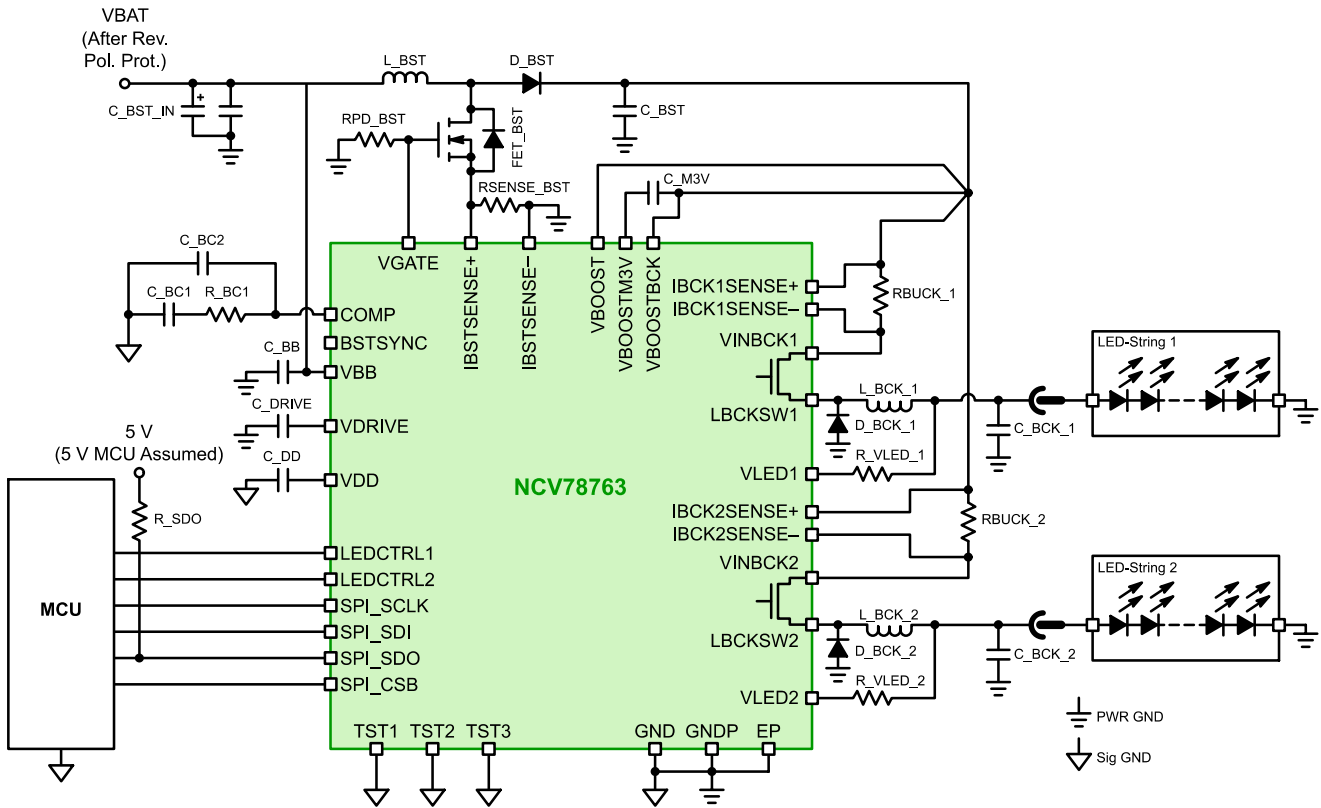 VBAT
(After Rev.
Pol. Prot.)
L_BST
D_BST
C_BST_IN
+
C_BST
RPD_BST
FET_BST
C_M3V
RSENSE_BST
C_BC2
C_BC1
R_BC1
VGATE
IBSTSENSE+
IBSTSENSE–
VBOOST
VBOOSTM3V
VBOOSTBCK
COMP
BSTSYNC
C_BB
VBB
C_DRIVE
VDRIVE
C_DD
VDD
5 V
(5 V MCU Assumed)
R_SDO
MCU
LEDCTRL1
LEDCTRL2
SPI_SCLK
SPI_SDI
SPI_SDO
SPI_CSB
NCV78763
IBCK1SENSE+
IBCK1SENSE–
RBUCK_1
VINBCK1
LBCKSW1
L_BCK_1
D_BCK_1
C_BCK_1
LED-String 1
R_VLED_1
VLED1
IBCK2SENSE+
IBCK2SENSE–
RBUCK_2
VINBCK2
LBCKSW2
L_BCK_2
D_BCK_2
C_BCK_2
LED-String 2
R_VLED_2
VLED2
TST1
TST2
TST3
GND
GNDP
EP
PWR GND
Sig GND